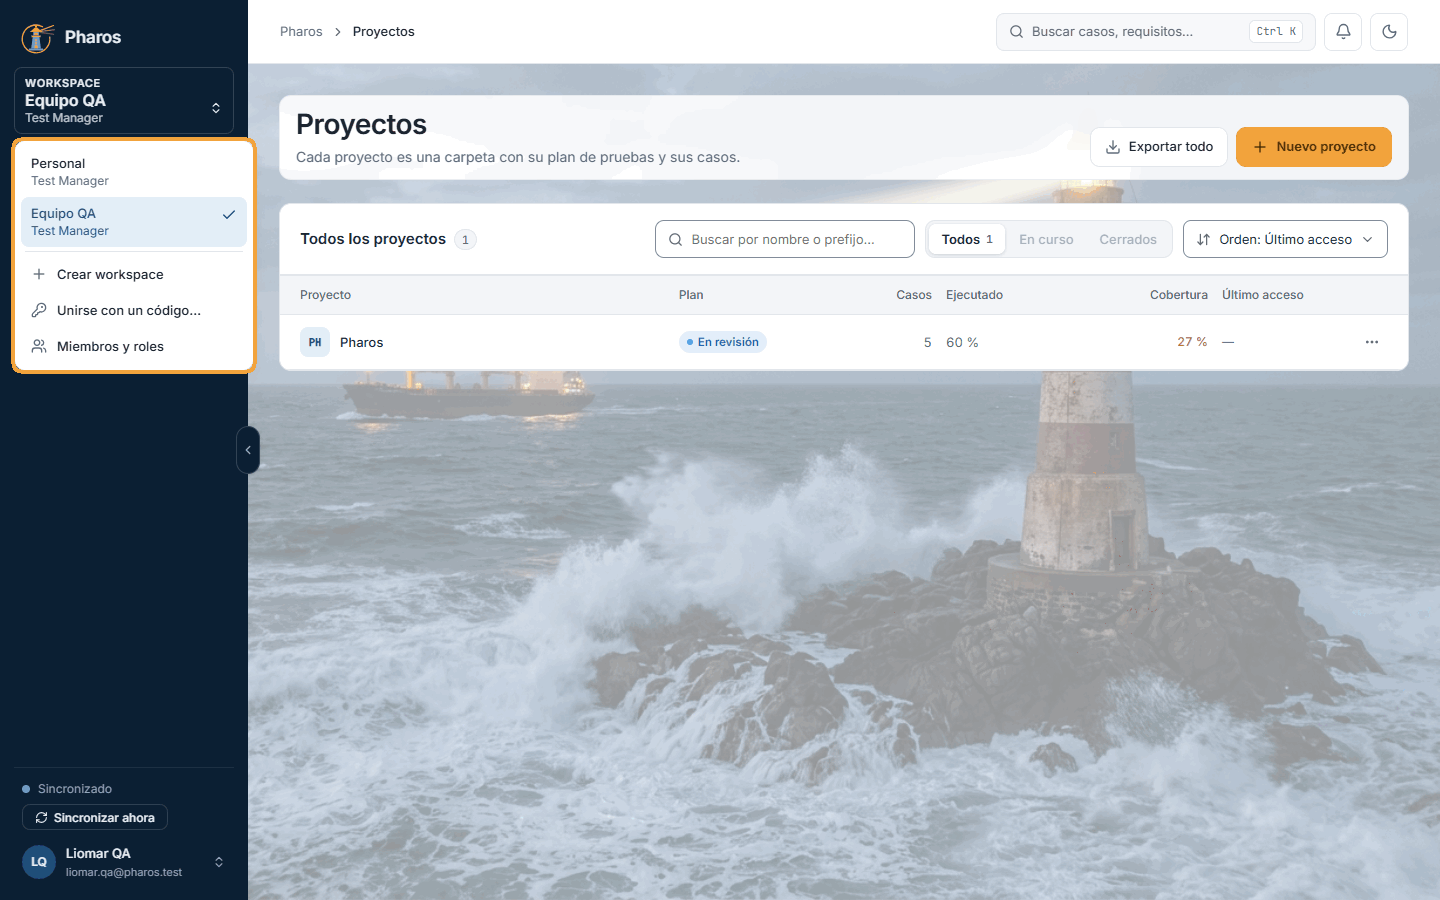 Pharos
WORKSPACE
Equipo QA
Test Manager
Personal
Test Manager
Equipo QA
Test Manager
Crear workspace
Unirse con un código...
Miembros y roles
Sincronizado
Sincronizar ahora
LQ
Liomar QA
liomar.qa@pharos.test
Pharos > Proyectos
Buscar casos, requisitos...
Ctrl K
Proyectos
Cada proyecto es una carpeta con su plan de pruebas y sus casos.
Exportar todo
Nuevo proyecto
Todos los proyectos 1
Buscar por nombre o prefijo...
Todos 1
En curso
Cerrados
Orden: Último acceso
Proyecto Plan Casos Ejecutado Cobertura Último acceso
PH Pharos En revisión 5 60 % 27 % —